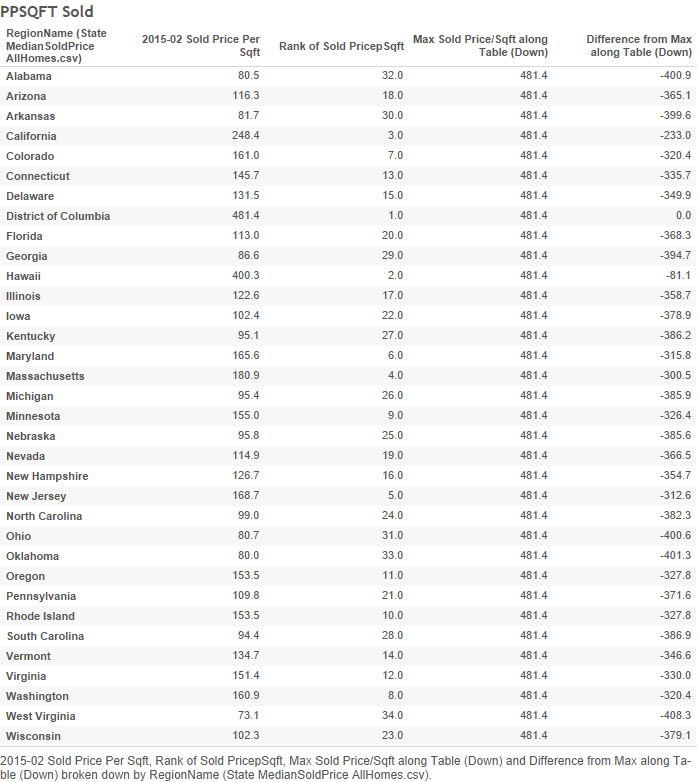 PPSQFT Sold
RegionName (State MedianSoldPrice AllHomes.csv) 2015-02 Sold Price Per Sqft Rank of Sold PricepSqft Max Sold Price/Sqft along Table (Down) Difference from Max along Table (Down)
Alabama 80.5 32.0 481.4 -400.9
Arizona 116.3 18.0 481.4 -365.1
Arkansas 81.7 30.0 481.4 -399.6
California 248.4 3.0 481.4 -233.0
Colorado 161.0 7.0 481.4 -320.4
Connecticut 145.7 13.0 481.4 -335.7
Delaware 131.5 15.0 481.4 -349.9
District of Columbia 481.4 1.0 481.4 0.0
Florida 113.0 20.0 481.4 -368.3
Georgia 86.6 29.0 481.4 -394.7
Hawaii 400.3 2.0 481.4 -81.1
Illinois 122.6 17.0 481.4 -358.7
Iowa 102.4 22.0 481.4 -378.9
Kentucky 95.1 27.0 481.4 -386.2
Maryland 165.6 6.0 481.4 -315.8
Massachusetts 180.9 4.0 481.4 -300.5
Michigan 95.4 26.0 481.4 -385.9
Minnesota 155.0 9.0 481.4 -326.4
Nebraska 95.8 25.0 481.4 -385.6
Nevada 114.9 19.0 481.4 -366.5
New Hampshire 126.7 16.0 481.4 -354.7
New Jersey 168.7 5.0 481.4 -312.6
North Carolina 99.0 24.0 481.4 -382.3
Ohio 80.7 31.0 481.4 -400.6
Oklahoma 80.0 33.0 481.4 -401.3
Oregon 153.5 11.0 481.4 -327.8
Pennsylvania 109.8 21.0 481.4 -371.6
Rhode Island 153.5 10.0 481.4 -327.8
South Carolina 94.4 28.0 481.4 -386.9
Vermont 134.7 14.0 481.4 -346.6
Virginia 151.4 12.0 481.4 -330.0
Washington 160.9 8.0 481.4 -320.4
West Virginia 73.1 34.0 481.4 -408.3
Wisconsin 102.3 23.0 481.4 -379.1
2015-02 Sold Price Per Sqft, Rank of Sold PricepSqft, Max Sold Price/Sqft along Table (Down) and Difference from Max along Ta-
ble (Down) broken down by RegionName (State MedianSoldPrice AllHomes.csv).